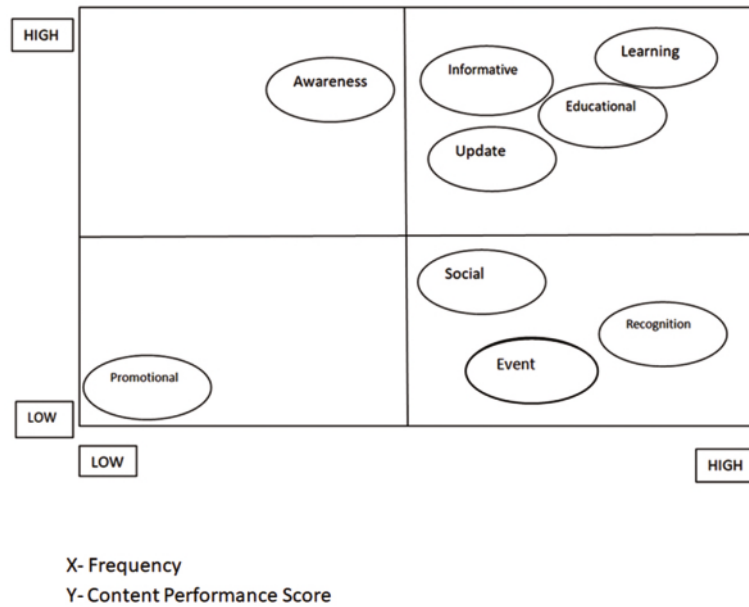 HIGH
Learning
Informative
Awareness
Educational
Update
Social
Recognition
Event
Promotional
LOW
LOW
HIGH
X- Frequency
Y- Content Performance Score